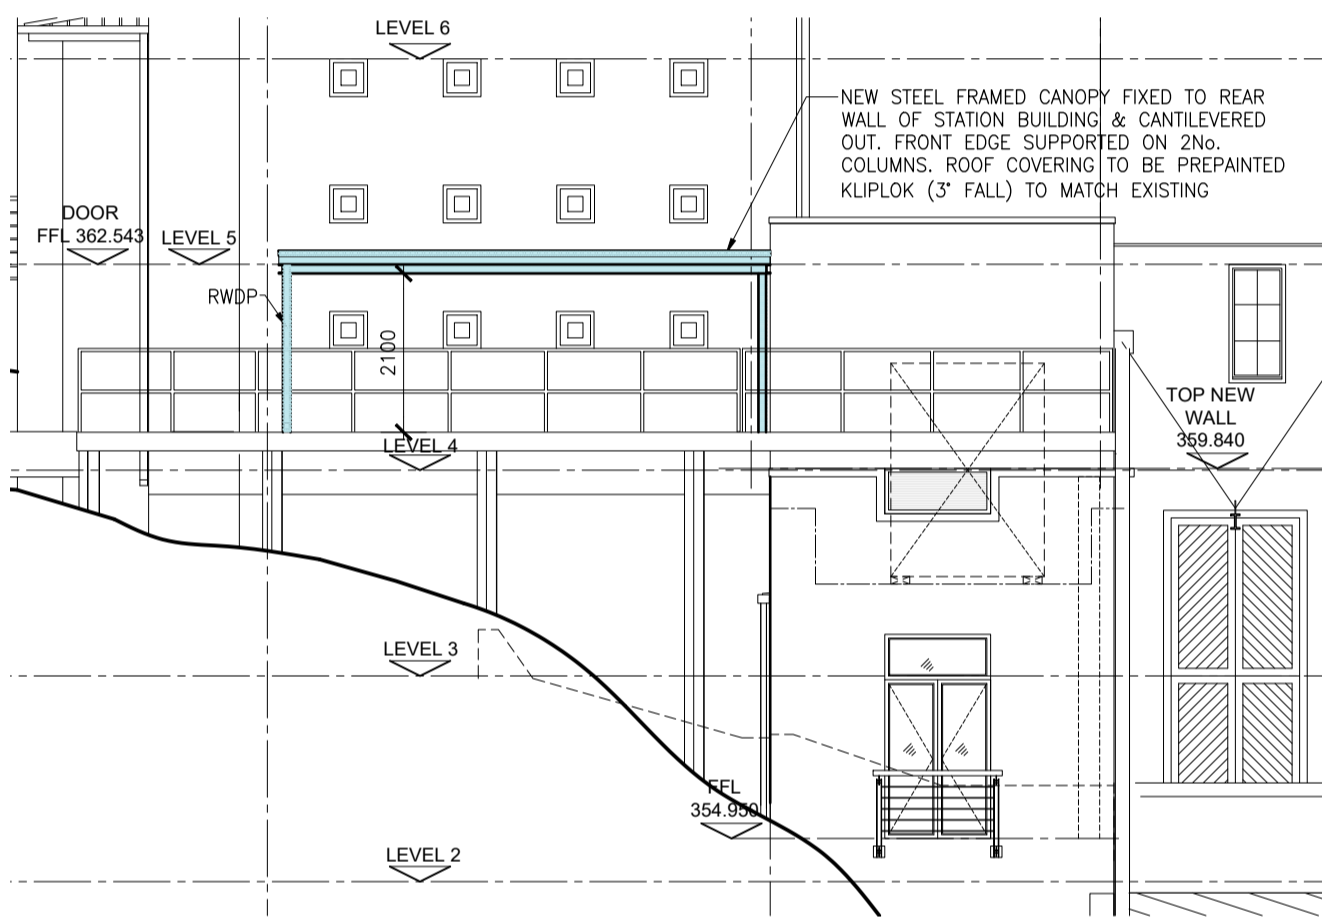 LEVEL 6
NEW STEEL FRAMED CANOPY FIXED TO REAR
WALL OF STATION BUILDING & CANTILEVERED
OUT. FRONT EDGE SUPPORTED ON 2No.
COLUMNS. ROOF COVERING TO BE PREPAINTED
KLIPLOK (3° FALL) TO MATCH EXISTING
DOOR
FFL 362.543
LEVEL 5
RWDP
2100
TOP NEW
WALL
359.840
LEVEL 4
LEVEL 3
FFL
354.950
LEVEL 2